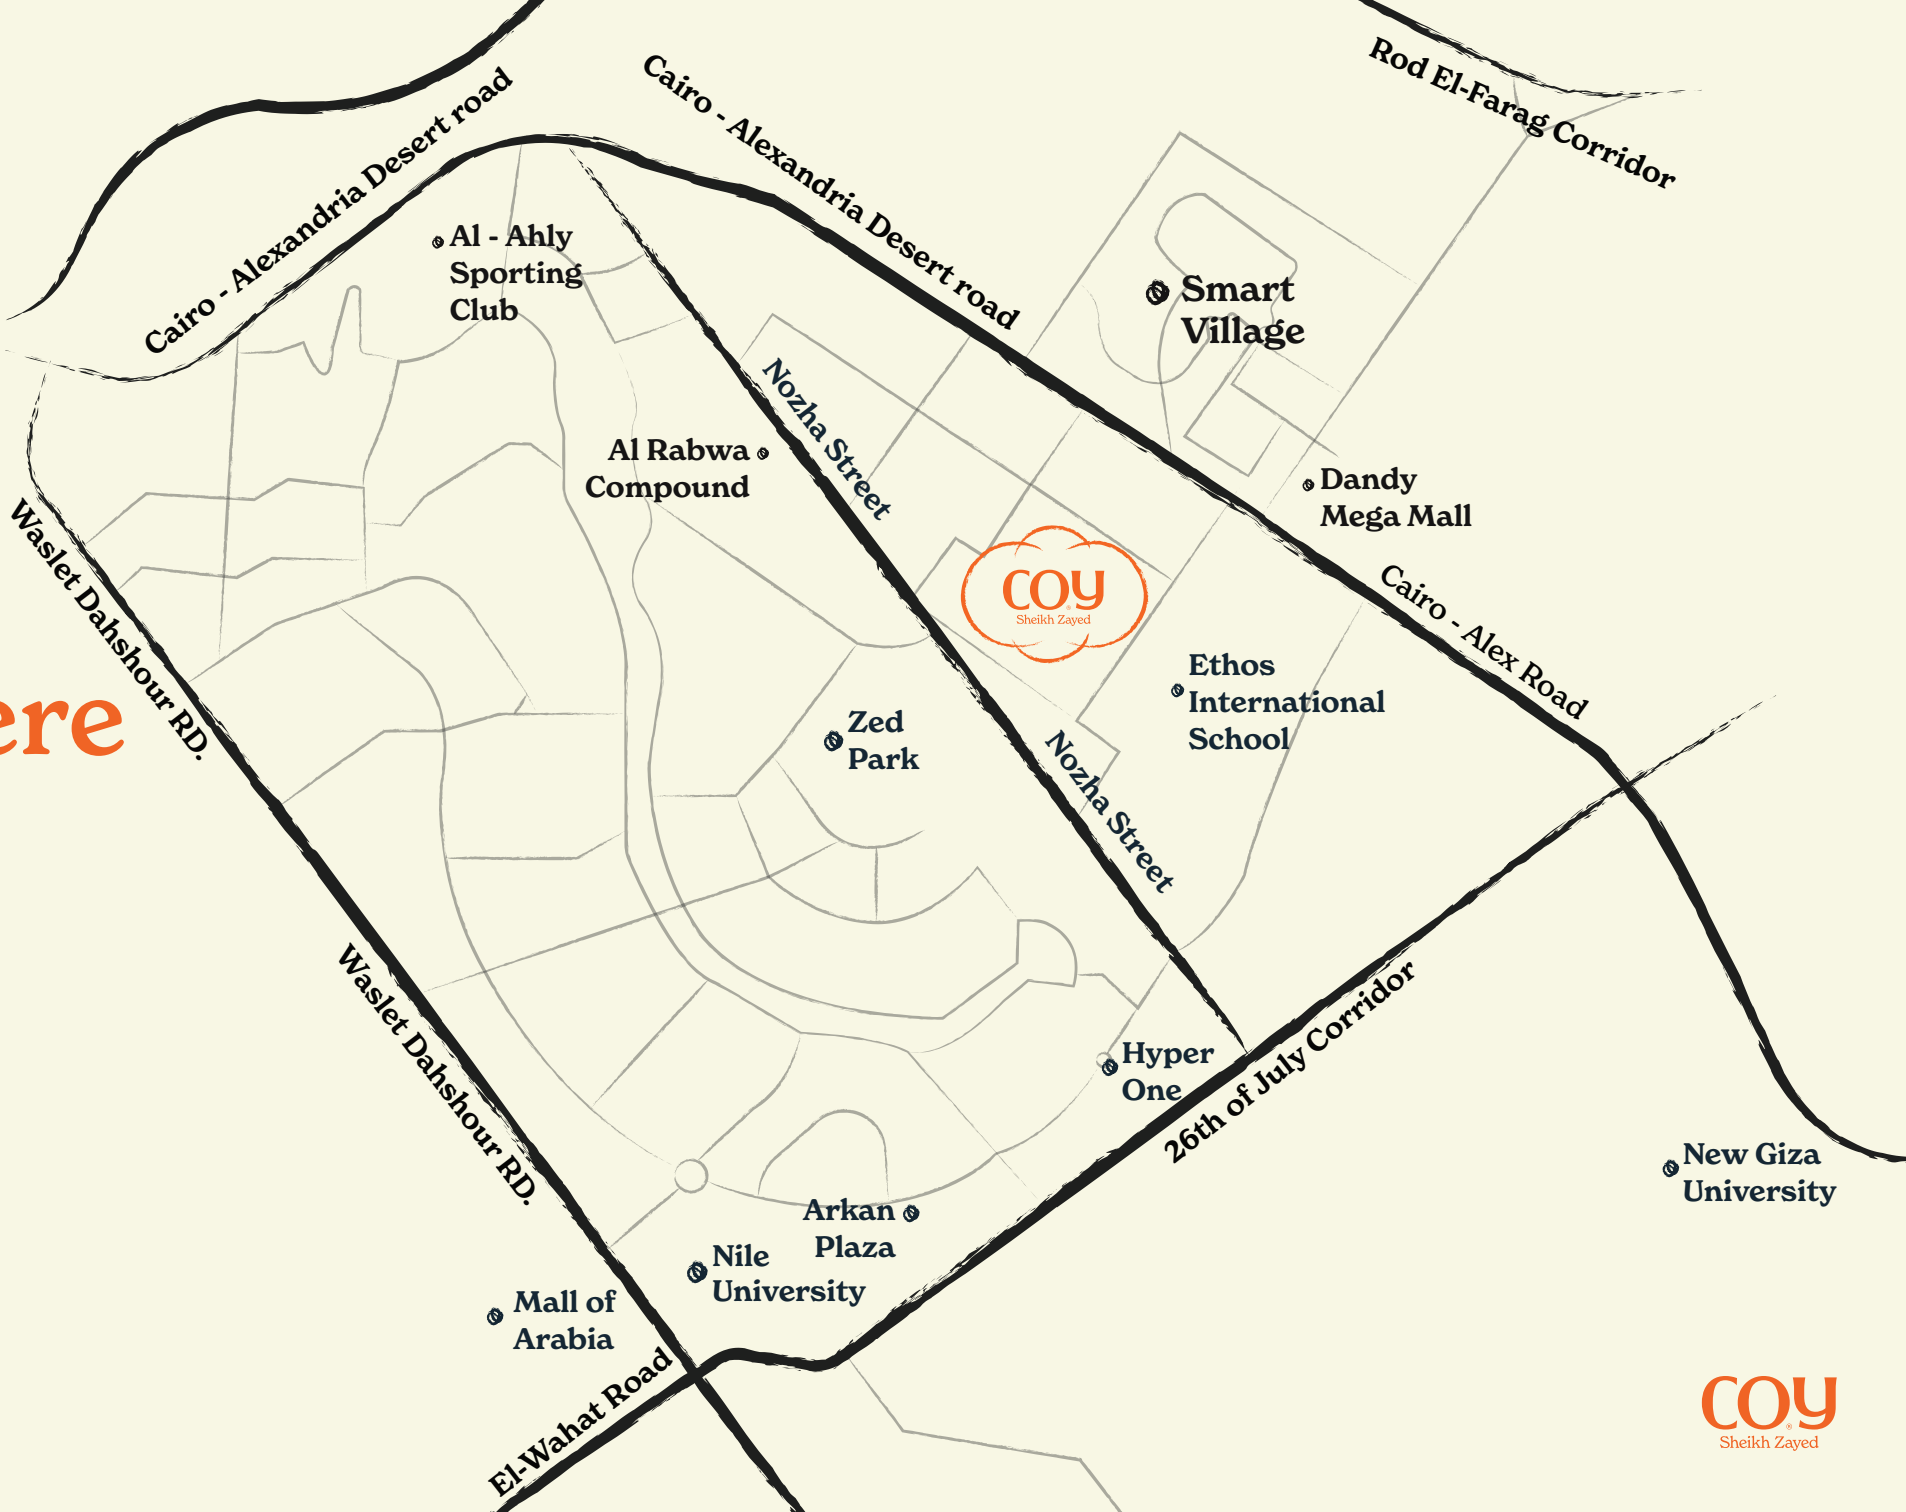 Rod El-Farag Corridor
Cairo - Alexandria Desert road
Cairo - Alexandria Desert road
Al - Ahly
Sporting
Club
Smart
Village
Nozha Street
Al Rabwa
Compound
Dandy
Mega Mall
Waslet Dahshour RD.
COY
Sheikh Zayed
Cairo - Alex Road
Ethos
International
School
ere
Zed
Park
Nozha Street
Waslet Dahshour RD.
26th of July Corridor
Hyper
One
New Giza
University
Arkan
Plaza
Nile
University
Mall of
Arabia
El-Wahat Road
COY
Sheikh Zayed